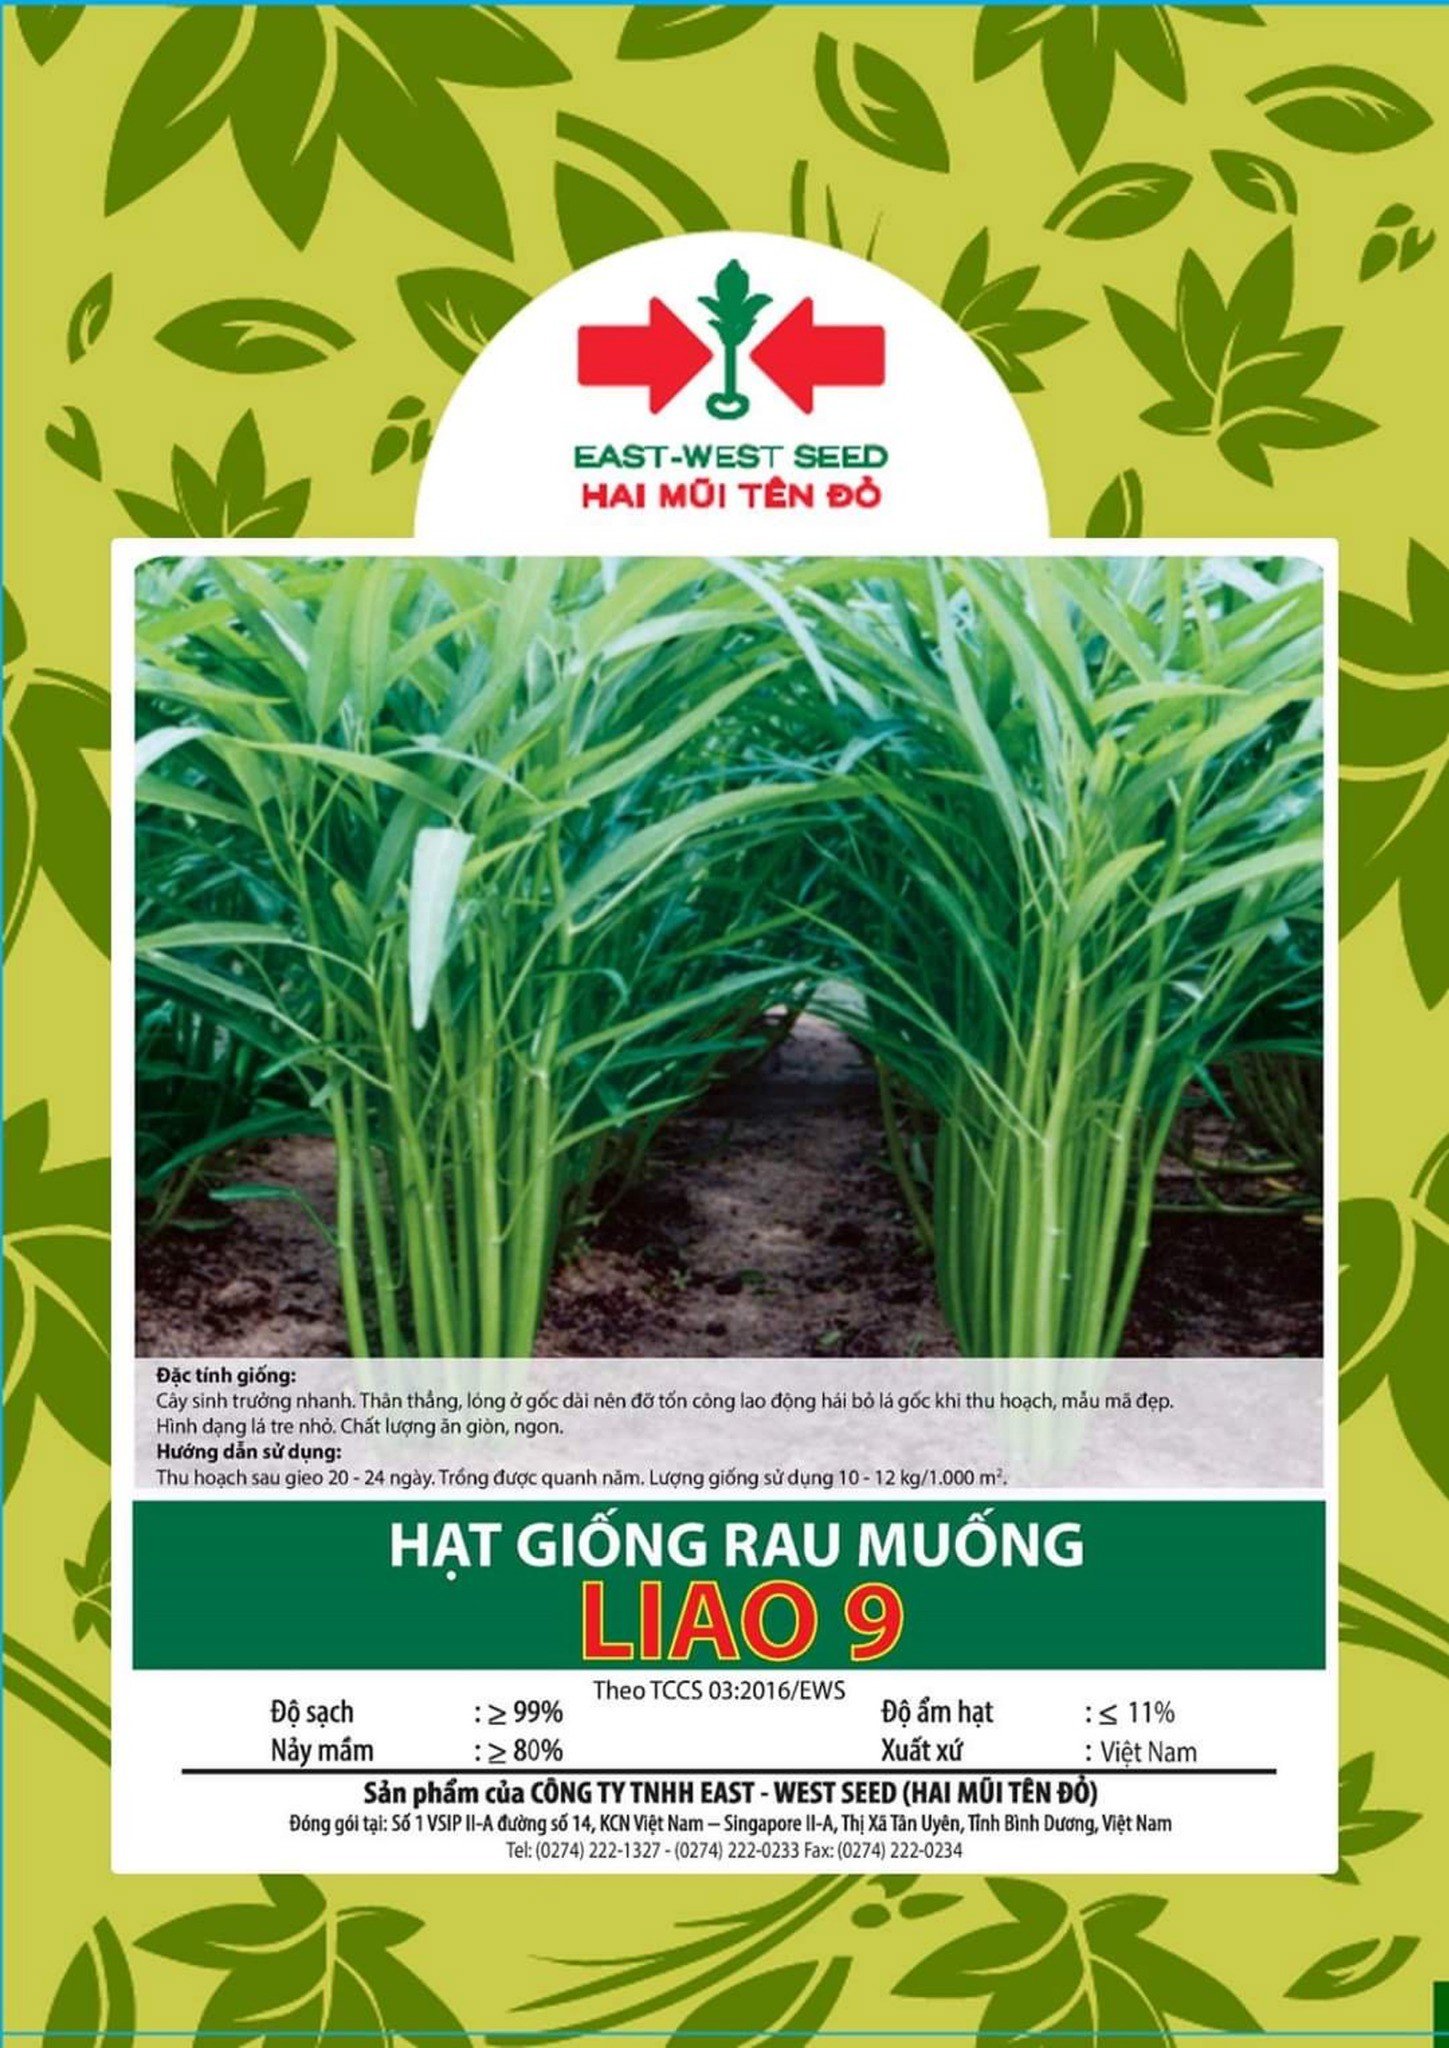 EAST-WEST SEED
HAI MŨI TÊN ĐỎ
Đặc tính giống:
Cây sinh trưởng nhanh. Thân thẳng, lóng ở gốc dài nên đỡ tốn công lao động hái bỏ lá gốc khi thu hoạch, mẫu mã đẹp.
Hình dạng lá tre nhỏ. Chất lượng ăn giòn, ngon.
Hướng dẫn sử dụng:
Thu hoạch sau gieo 20 - 24 ngày. Trồng được quanh năm. Lượng giống sử dụng 10 - 12 kg/1.000 m².
HẠT GIỐNG RAU MUỐNG
LIAO 9
Theo TCCS 03:2016/EWS
Độ sạch : ≥ 99% Độ ẩm hạt : ≤ 11%
Nảy mầm : ≥ 80% Xuất xứ : Việt Nam
Sản phẩm của CÔNG TY TNHH EAST - WEST SEED (HAI MŨI TÊN ĐỎ)
Đóng gói tại: Số 1 VSIP II-A đường số 14, KCN Việt Nam – Singapore II-A, Thị Xã Tân Uyên, Tỉnh Bình Dương, Việt Nam
Tel: (0274) 222-1327 - (0274) 222-0233 Fax: (0274) 222-0234